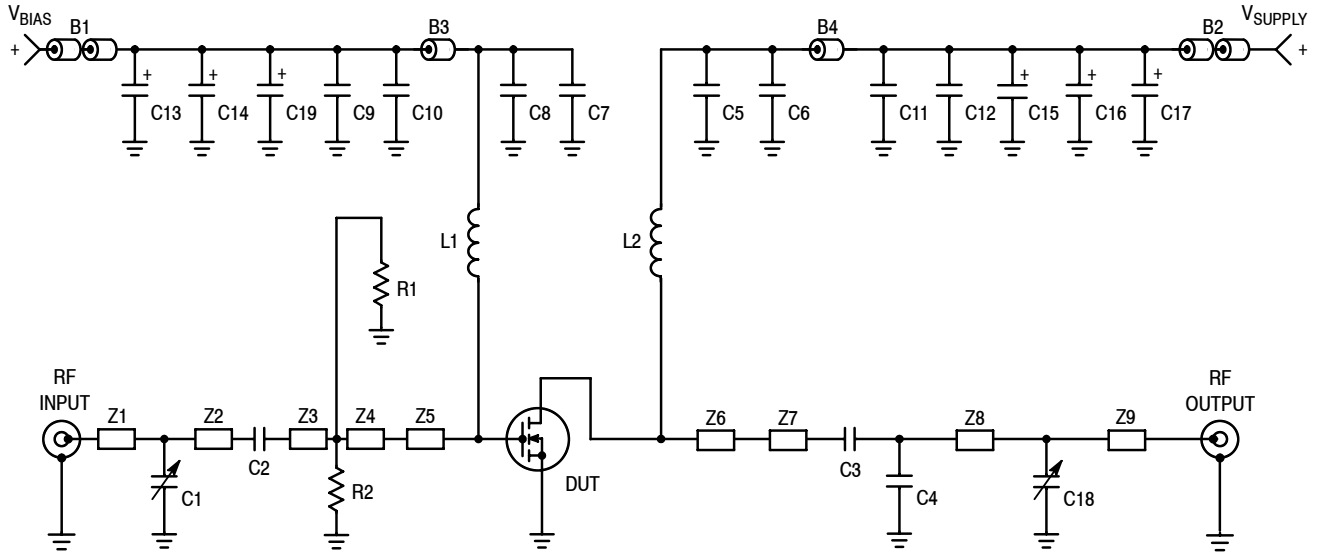 VBIAS
B1
B3
B4
B2
VSUPPLY
+
+
+ + +
+ + +
C13 C14 C19 C9 C10 C8 C7
C5 C6 C11 C12 C15 C16 C17
L1
L2
R1
RF
INPUT
Z1 Z2 Z3 Z4 Z5
Z6 Z7 Z8 Z9
RF
OUTPUT
C2
C1
R2
DUT
C3
C4
C18